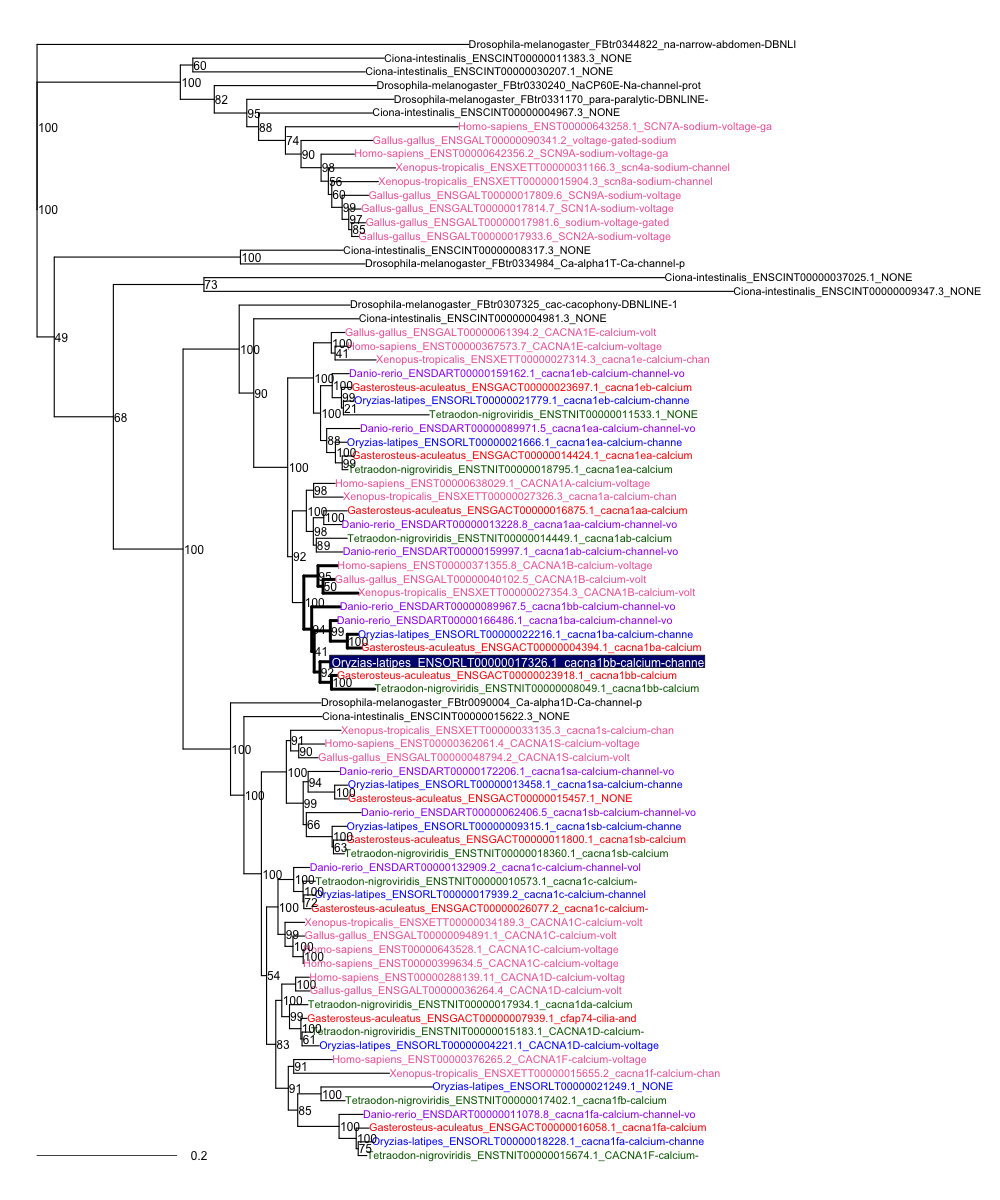 Drosophila-melanogaster_FBtr0344822_na-narrow-abdomen-DBNLI
Ciona-intestinalis_ENSCINT00000011383.3_NONE
60
Ciona-intestinalis_ENSCINT00000030207.1_NONE
100
Drosophila-melanogaster_FBtr0330240_NaCP60E-Na-channel-prot
82
Drosophila-melanogaster_FBtr0331170_para-paralytic-DBNLINE-
95
Ciona-intestinalis_ENSCINT00000004967.3_NONE
100
88
Homo-sapiens_ENST00000643258.1_SCN7A-sodium-voltage-ga
74
Gallus-gallus_ENSGALT00000090341.2_voltage-gated-sodium
90
Homo-sapiens_ENST00000642356.2_SCN9A-sodium-voltage-ga
98
Xenopus-tropicalis_ENSXETT00000031166.3_scn4a-sodium-channel
56
Xenopus-tropicalis_ENSXETT00000015904.3_scn8a-sodium-channel
60
Gallus-gallus_ENSGALT00000017809.6_SCN9A-sodium-voltage
100
99
Gallus-gallus_ENSGALT00000017814.7_SCN1A-sodium-voltage
97
Gallus-gallus_ENSGALT00000017981.6_sodium-voltage-gated
85
Gallus-gallus_ENSGALT00000017933.6_SCN2A-sodium-voltage
Ciona-intestinalis_ENSCINT00000008317.3_NONE
100
Drosophila-melanogaster_FBtr0334984_Ca-alpha1T-Ca-channel-p
Ciona-intestinalis_ENSCINT00000037025.1_NONE
73
Ciona-intestinalis_ENSCINT00000009347.3_NONE
Drosophila-melanogaster_FBtr0307325_cac-cacophony-DBNLINE-1
Ciona-intestinalis_ENSCINT00000004981.3_NONE
49
Gallus-gallus_ENSGALT00000061394.2_CACNA1E-calcium-volt
100
100
Homo-sapiens_ENST00000367573.7_CACNA1E-calcium-voltage
41
Xenopus-tropicalis_ENSXETT00000027314.3_cacna1e-calcium-chan
Danio-rerio_ENSDART00000159162.1_cacna1eb-calcium-channel-vo
100
100
Gasterosteus-aculeatus_ENSGACT00000023697.1_cacna1eb-calcium
90
99
Oryzias-latipes_ENSORLT00000021779.1_cacna1eb-calcium-channe
21
100
Tetraodon-nigroviridis_ENSTNIT00000011533.1_NONE
68
Danio-rerio_ENSDART00000089971.5_cacna1ea-calcium-channel-vo
88
Oryzias-latipes_ENSORLT00000021666.1_cacna1ea-calcium-channe
100
Gasterosteus-aculeatus_ENSGACT00000014424.1_cacna1ea-calcium
100
99
Tetraodon-nigroviridis_ENSTNIT00000018795.1_cacna1ea-calcium
Homo-sapiens_ENST00000638029.1_CACNA1A-calcium-voltage
98
Xenopus-tropicalis_ENSXETT00000027326.3_cacna1a-calcium-chan
100
Gasterosteus-aculeatus_ENSGACT00000016875.1_cacna1aa-calcium
100
Danio-rerio_ENSDART00000013228.8_cacna1aa-calcium-channel-vo
98
Tetraodon-nigroviridis_ENSTNIT00000014449.1_cacna1ab-calcium
89
100
Danio-rerio_ENSDART00000159997.1_cacna1ab-calcium-channel-vo
92
Homo-sapiens_ENST00000371355.8_CACNA1B-calcium-voltage
95
Gallus-gallus_ENSGALT00000040102.5_CACNA1B-calcium-volt
50
Xenopus-tropicalis_ENSXETT00000027354.3_CACNA1B-calcium-volt
100
Danio-rerio_ENSDART00000089967.5_cacna1bb-calcium-channel-vo
Danio-rerio_ENSDART00000166486.1_cacna1ba-calcium-channel-vo
99
Oryzias-latipes_ENSORLT00000022216.1_cacna1ba-calcium-channe
100
Gasterosteus-aculeatus_ENSGACT00000004394.1_cacna1ba-calcium
41
Oryzias-latipes_ENSORLT00000017326.1_cacna1bb-calcium-channe
92
Gasterosteus-aculeatus_ENSGACT00000023918.1_cacna1bb-calcium
100
Tetraodon-nigroviridis_ENSTNIT00000008049.1_cacna1bb-calcium
Drosophila-melanogaster_FBtr0090004_Ca-alpha1D-Ca-channel-p
Ciona-intestinalis_ENSCINT00000015622.3_NONE
Xenopus-tropicalis_ENSXETT00000033135.3_cacna1s-calcium-chan
91
Homo-sapiens_ENST00000362061.4_CACNA1S-calcium-voltage
100
90
Gallus-gallus_ENSGALT00000048794.2_CACNA1S-calcium-volt
100
Danio-rerio_ENSDART00000172206.1_cacna1sa-calcium-channel-vo
94
Oryzias-latipes_ENSORLT00000013458.1_cacna1sa-calcium-channe
100
100
Gasterosteus-aculeatus_ENSGACT00000015457.1_NONE
99
Danio-rerio_ENSDART00000062406.5_cacna1sb-calcium-channel-vo
66
Oryzias-latipes_ENSORLT00000009315.1_cacna1sb-calcium-channe
100
Gasterosteus-aculeatus_ENSGACT00000011800.1_cacna1sb-calcium
63
Tetraodon-nigroviridis_ENSTNIT00000018360.1_cacna1sb-calcium
Danio-rerio_ENSDART00000132909.2_cacna1c-calcium-channel-vol
100
100
Tetraodon-nigroviridis_ENSTNIT00000010573.1_cacna1c-calcium-
100
Oryzias-latipes_ENSORLT00000017939.2_cacna1c-calcium-channel
72
100
Gasterosteus-aculeatus_ENSGACT00000026077.2_cacna1c-calcium-
Xenopus-tropicalis_ENSXETT00000034189.3_CACNA1C-calcium-volt
99
Gallus-gallus_ENSGALT00000094891.1_CACNA1C-calcium-volt
100
Homo-sapiens_ENST00000643528.1_CACNA1C-calcium-voltage
100
Homo-sapiens_ENST00000399634.5_CACNA1C-calcium-voltage
54
Homo-sapiens_ENST00000288139.11_CACNA1D-calcium-voltag
100
Gallus-gallus_ENSGALT00000036264.4_CACNA1D-calcium-volt
100
Tetraodon-nigroviridis_ENSTNIT00000017934.1_cacna1da-calcium
99
Gasterosteus-aculeatus_ENSGACT00000007939.1_cfap74-cilia-and
100
Tetraodon-nigroviridis_ENSTNIT00000015183.1_CACNA1D-calcium-
61
83
Oryzias-latipes_ENSORLT00000004221.1_CACNA1D-calcium-voltage
Homo-sapiens_ENST00000376265.2_CACNA1F-calcium-voltage
91
Xenopus-tropicalis_ENSXETT00000015655.2_cacna1f-calcium-chan
91
Oryzias-latipes_ENSORLT00000021249.1_NONE
100
Tetraodon-nigroviridis_ENSTNIT00000017402.1_cacna1fb-calcium
85
Danio-rerio_ENSDART00000011078.8_cacna1fa-calcium-channel-vo
100
Gasterosteus-aculeatus_ENSGACT00000016058.1_cacna1fa-calcium
100
Oryzias-latipes_ENSORLT00000018228.1_cacna1fa-calcium-channe
75
Tetraodon-nigroviridis_ENSTNIT00000015674.1_CACNA1F-calcium-
0.2